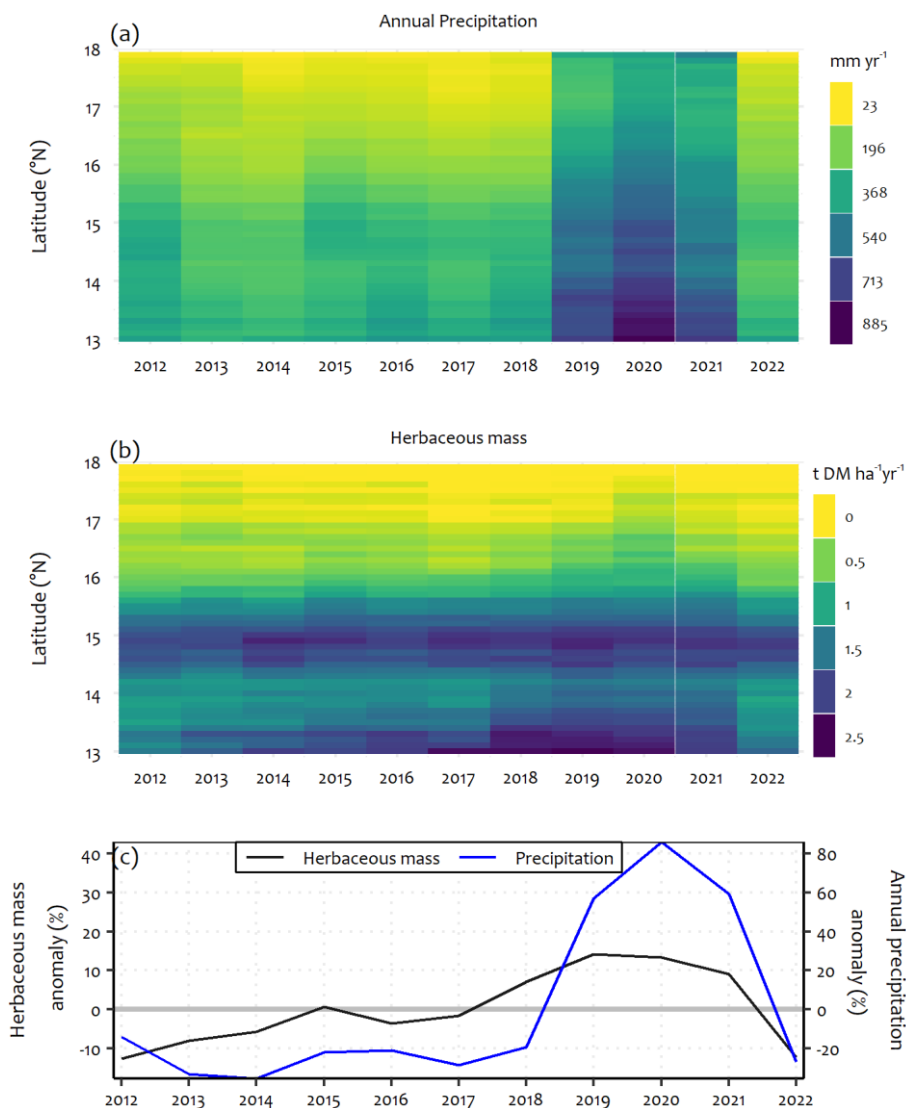 Annual Precipitation
(a)
mm yr⁻¹
18
17
16
15
14
13
Latitude (°N)
23
196
368
540
713
885
2012 2013 2014 2015 2016 2017 2018 2019 2020 2021 2022
Herbaceous mass
(b)
t DM ha⁻¹yr⁻¹
18
17
16
15
14
13
Latitude (°N)
0
0.5
1
1.5
2
2.5
2012 2013 2014 2015 2016 2017 2018 2019 2020 2021 2022
(c)
Herbaceous mass Precipitation
Herbaceous mass
anomaly (%)
40
30
20
10
0
-10
80
60
40
20
0
-20
Annual precipitation
anomaly (%)
2012 2013 2014 2015 2016 2017 2018 2019 2020 2021 2022